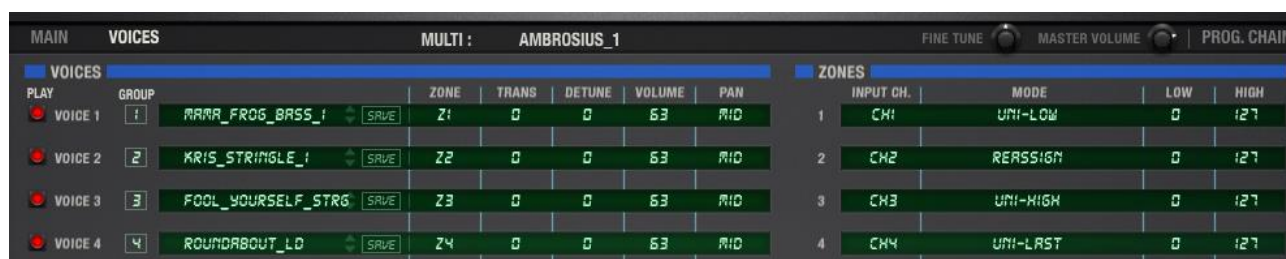 MAIN VOICES MULTI : AMBROSIUS_1 FINE TUNE MASTER VOLUME | PROG. CHAIN
VOICES ZONES
PLAY GROUP ZONE TRANS DETUNE VOLUME PAN INPUT CH. MODE LOW HIGH
VOICE 1 1 MAMA_FROG_BASS_1 SAVE Z1 0 0 63 MID 1 CH1 UNI-LOW 0 127
VOICE 2 2 KRIS_STRINGLE_1 SAVE Z2 0 0 63 MID 2 CH2 REASSIGN 0 127
VOICE 3 3 FOOL_YOURSELF_STRG SAVE Z3 0 0 63 MID 3 CH3 UNI-HIGH 0 127
VOICE 4 4 ROUNDABOUT_LD SAVE Z4 0 0 63 MID 4 CH4 UNI-LAST 0 127